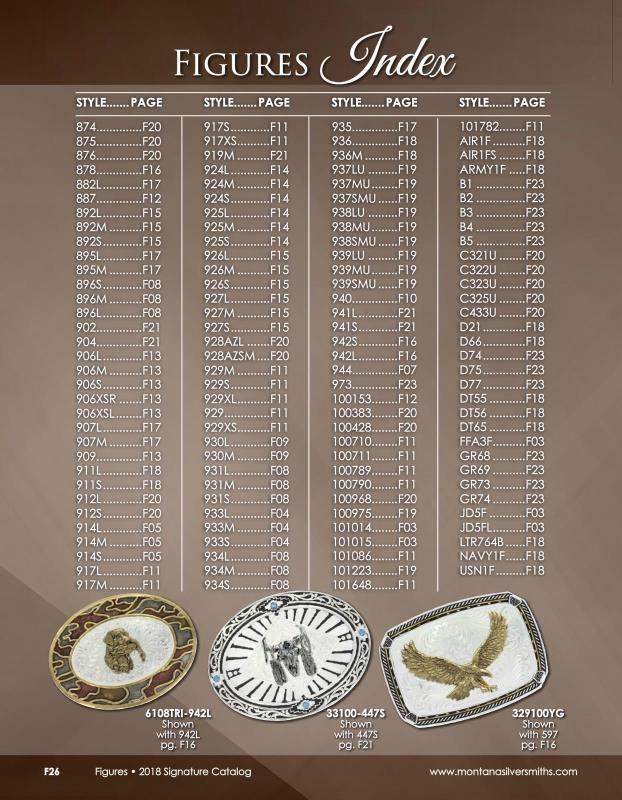 FIGURES Index
STYLE.......PAGE
874..............F20
875..............F20
876..............F20
878..............F16
882L............F17
887..............F12
892L............F15
892M ..........F15
892S............F15
895L............F17
895M ..........F17
896S............F08
896M ..........F08
896L............F08
902..............F21
904..............F21
906L............F13
906M ..........F13
906S............F13
906XSR .......F13
906XSL........F13
907L............F17
907M ..........F17
909..............F13
911L............F18
911S............F18
912L............F20
912S............F20
914L............F05
914M ..........F05
914S............F05
917L............F11
917M ..........F11
STYLE.......PAGE
917S............F11
917XS..........F11
919M ..........F21
924L............F14
924M ..........F14
924S............F14
925L............F14
925M ..........F14
925S............F14
926L............F15
926M ..........F15
926S............F15
927L............F15
927M ..........F15
927S............F15
928AZL .......F20
928AZSM ....F20
929M ..........F11
929S............F11
929XL..........F11
929..............F11
929XS..........F11
930L............F09
930M ..........F09
931L............F08
931M ..........F08
931S............F08
933L............F04
933M ..........F04
933S............F04
934L............F08
934M ..........F08
934S............F08
STYLE.......PAGE
935..............F17
936..............F18
936M ..........F18
937LU .........F19
937MU ........F19
937SMU ......F19
938LU .........F19
938MU ........F19
938SMU ......F19
939LU .........F19
939MU ........F19
939SMU ......F19
940..............F10
941L............F21
941S............F21
942S............F16
942L............F16
944..............F07
973..............F23
100153........F12
100383........F20
100428........F20
100710........F11
100711........F11
100789........F11
100790........F11
100968........F20
100975........F19
101014........F03
101015........F03
101086........F11
101223........F19
101648........F11
STYLE.......PAGE
101782........F11
AIR1F ..........F18
AIR1FS ........F18
ARMY1F .....F18
B1 ...............F23
B2 ...............F23
B3 ...............F23
B4 ...............F23
B5 ...............F23
C321U ........F20
C322U ........F20
C323U ........F20
C325U ........F20
C433U ........F20
D21 .............F18
D66 .............F18
D74 .............F23
D75 .............F23
D77 .............F23
DT55 ...........F18
DT56 ...........F18
DT65 ...........F18
FFA3F..........F03
GR68 ..........F23
GR69 ..........F23
GR73 ..........F23
GR74 ..........F23
JD5F ...........F03
JD5FL..........F03
LTR764B ......F18
NAVY1F......F18
USN1F.........F18
6108TRI-942L
Shown
with 942L
pg. F16
33100-447S
Shown
with 447S
pg. F21
329100YG
Shown
with 597
pg. F16
F26 Figures • 2018 Signature Catalog www.montanasilversmiths.com